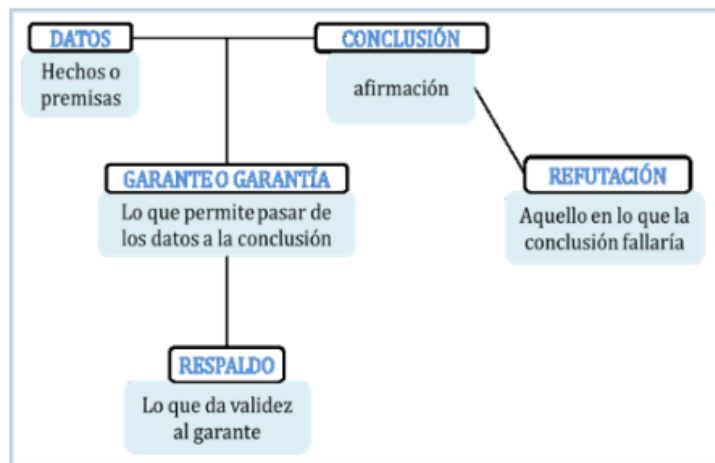 DATOS
Hechos o
premisas
CONCLUSIÓN
afirmación
GARANTE O GARANTÍA
Lo que permite pasar de
los datos a la conclusión
REFUTACIÓN
Aquello en lo que la
conclusión fallaría
RESPALDO
Lo que da validez
al garante